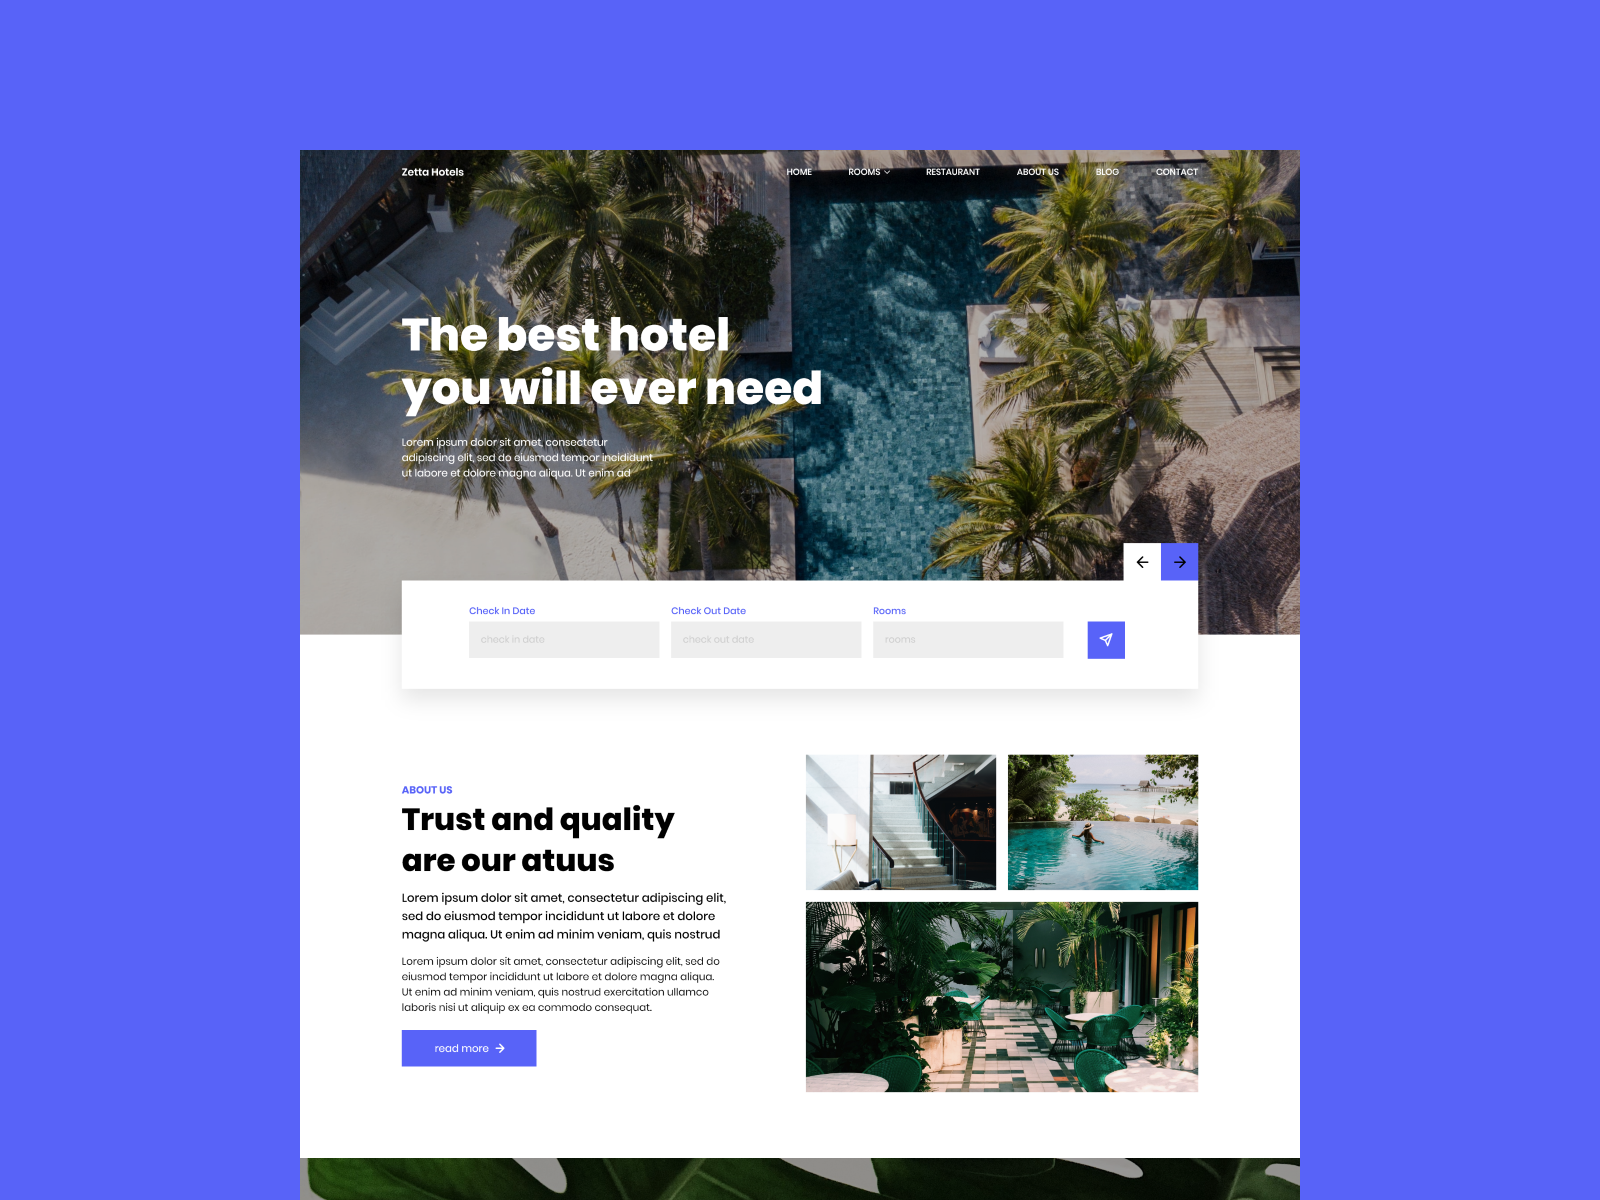 Zetta Hotels
HOME ROOMS RESTAURANT ABOUT US BLOG CONTACT
The best hotel
you will ever need
Lorem ipsum dolor sit amet, consectetur
adipiscing elit, sed do eiusmod tempor incididunt
ut labore et dolore magna aliqua. Ut enim ad
Check In Date
check in date
Check Out Date
check out date
Rooms
rooms
ABOUT US
Trust and quality
are our atuus
Lorem ipsum dolor sit amet, consectetur adipiscing elit,
sed do eiusmod tempor incididunt ut labore et dolore
magna aliqua. Ut enim ad minim veniam, quis nostrud
Lorem ipsum dolor sit amet, consectetur adipiscing elit, sed do
eiusmod tempor incididunt ut labore et dolore magna aliqua.
Ut enim ad minim veniam, quis nostrud exercitation ullamco
laboris nisi ut aliquip ex ea commodo consequat.
read more